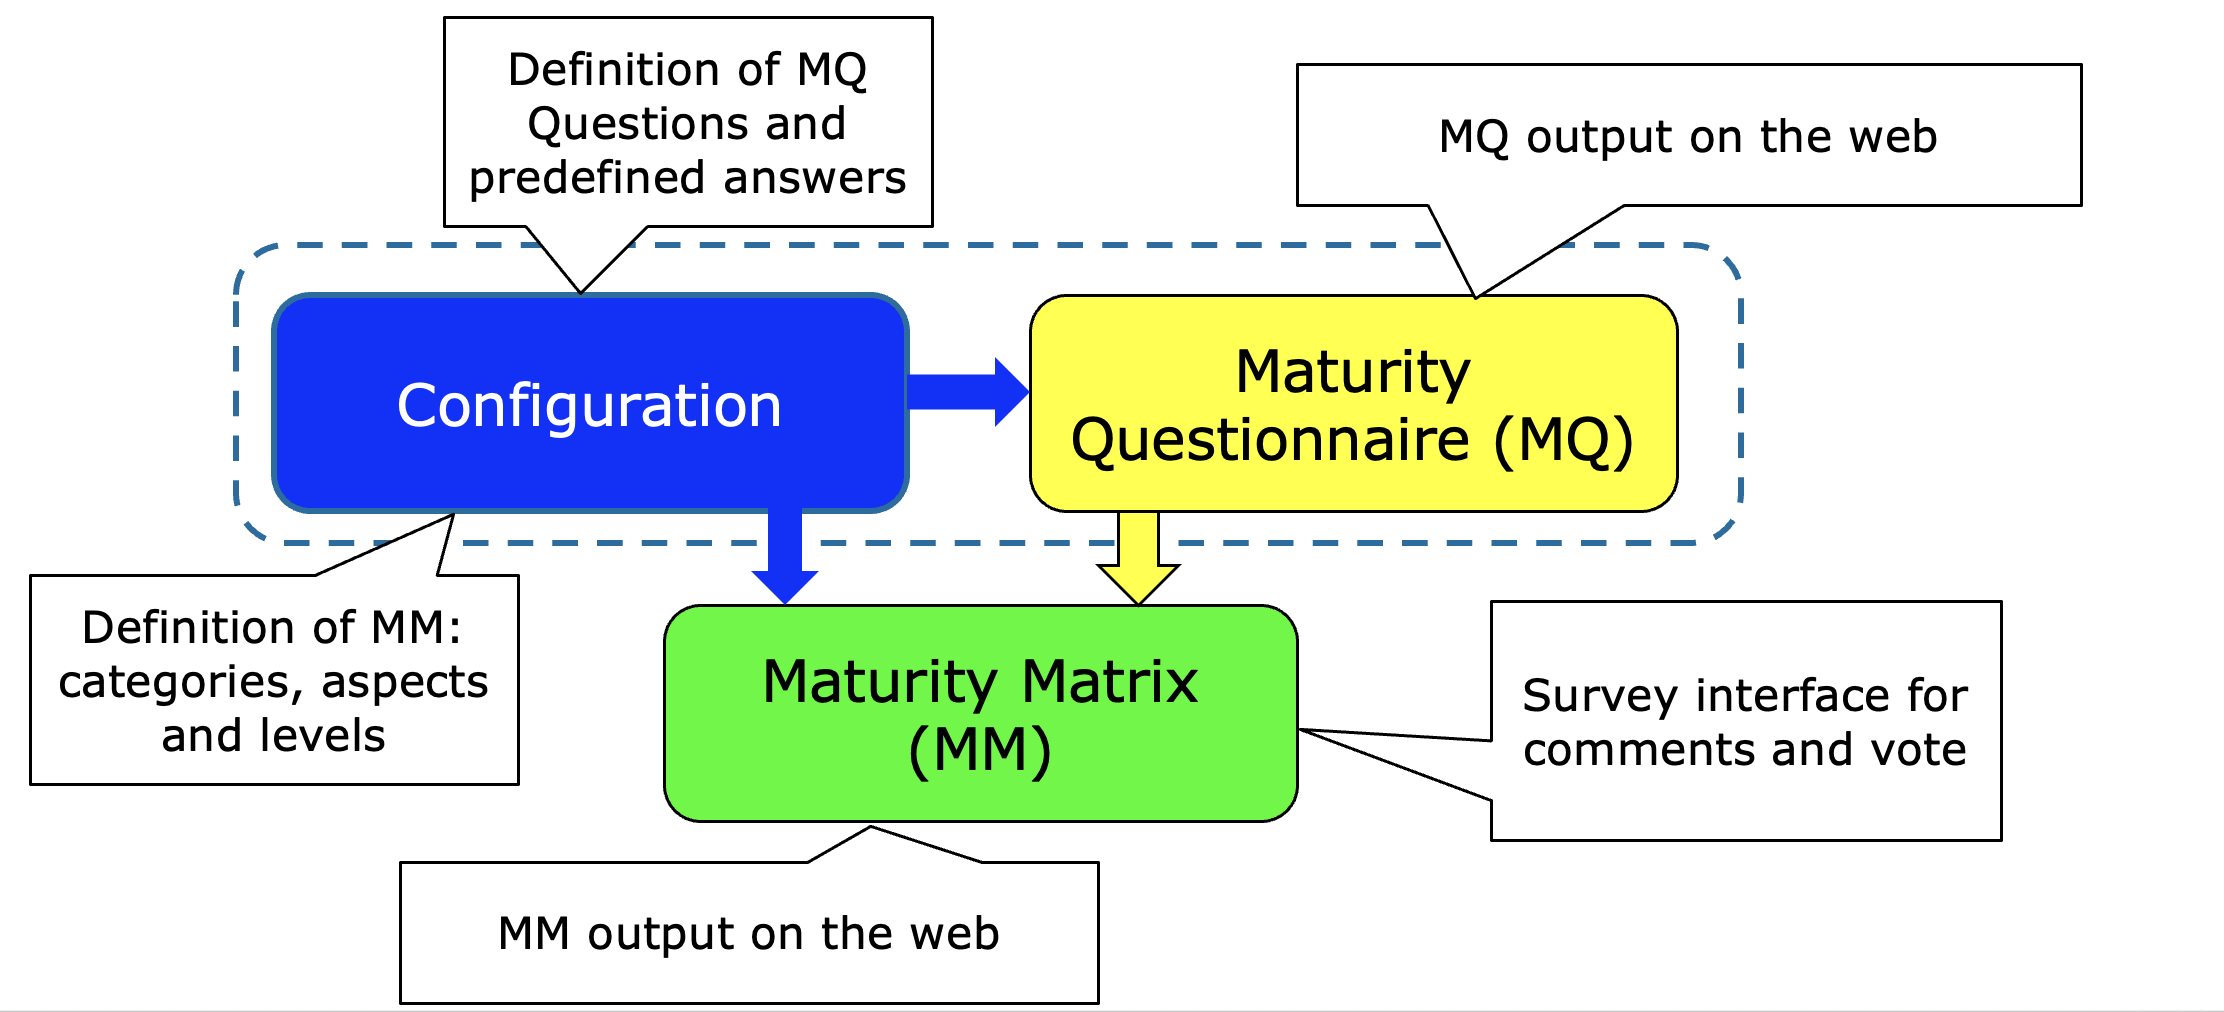 Definition of MQ
Questions and
predefined answers
MQ output on the web
Configuration
Maturity
Questionnaire (MQ)
Definition of MM:
categories, aspects
and levels
Maturity Matrix
(MM)
Survey interface for
comments and vote
MM output on the web